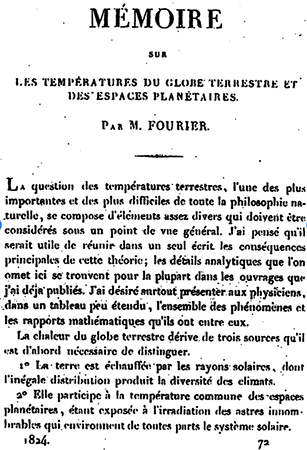 MÉMOIRE
SUR
LES TEMPÉRATURES DU GLOBE TERRESTRE ET
DES ESPACES PLANÉTAIRES.
PAR M. FOURIER.
LA question des températures terrestres, l'une des plus
importantes et des plus difficiles de toute la philosophie na-
turelle, se compose d'éléments assez divers qui doivent être
considérés sous un point de vue général. J'ai pensé qu'il
serait utile de réunir dans un seul écrit les conséquences
principales de cette théorie; les détails analytiques que l'on
omet ici se trouvent pour la plupart dans les ouvrages que
j'ai déja publiés. J'ai désiré surtout présenter aux physiciens,
dans un tableau peu étendu, l'ensemble des phénomènes et
les rapports mathématiques qu'ils ont entre eux.
La chaleur du globe terrestre dérive de trois sources qu'il
est d'abord nécessaire de distinguer.
1º La terre est échauffée par les rayons solaires, dont
l'inégale distribution produit la diversité des climats.
2º Elle participe à la température commune des espaces
planétaires, étant exposée à l'irradiation des astres innom-
brables qui environnent de toutes parts le système solaire.
1824. 72